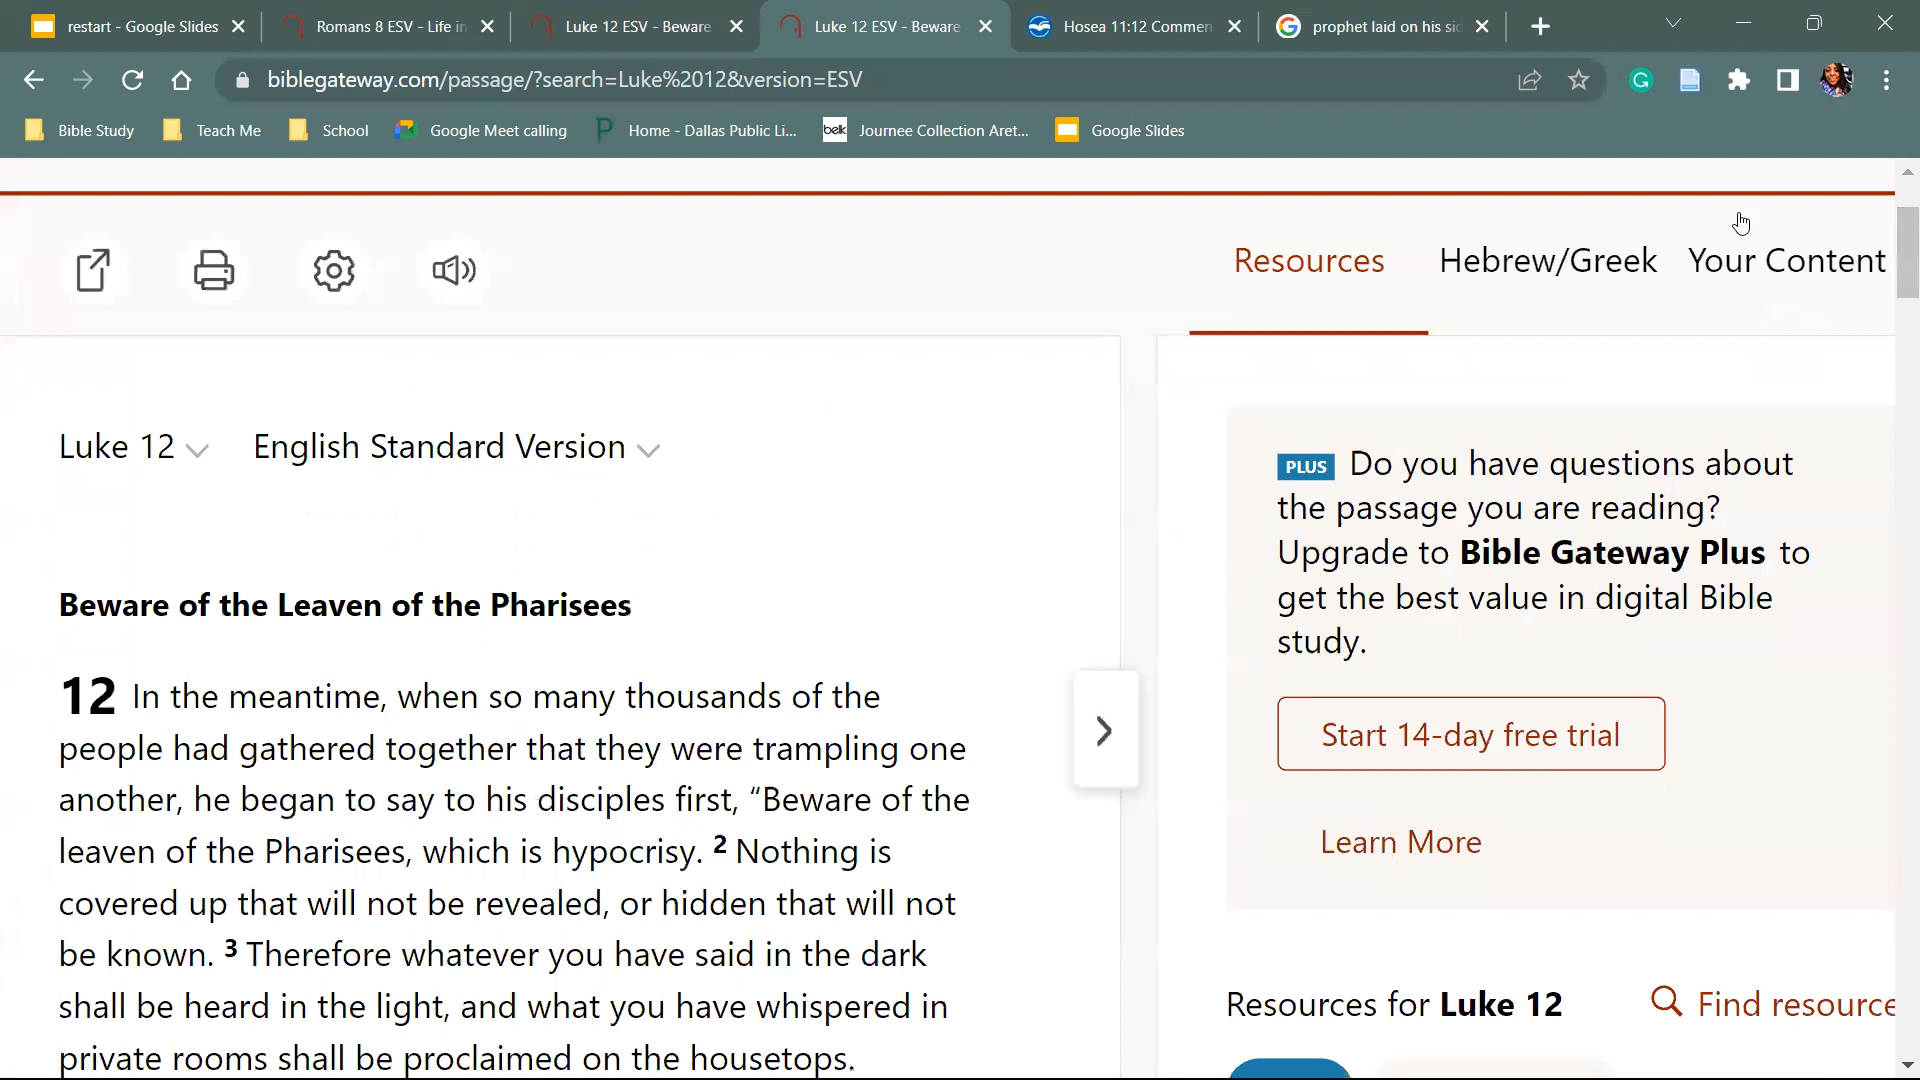 restart - Google Slides
Romans 8 ESV - Life in
Luke 12 ESV - Beware
Luke 12 ESV - Beware
Hosea 11:12 Commen
prophet laid on his sid
biblegateway.com/passage/?search=Luke%2012&version=ESV
Bible Study
Teach Me
School
Google Meet calling
Home - Dallas Public Li...
belk
Journee Collection Aret...
Google Slides
Resources
Hebrew/Greek
Your Content
Luke 12
English Standard Version
Beware of the Leaven of the Pharisees
12 In the meantime, when so many thousands of the
people had gathered together that they were trampling one
another, he began to say to his disciples first, “Beware of the
leaven of the Pharisees, which is hypocrisy. 2 Nothing is
covered up that will not be revealed, or hidden that will not
be known. 3 Therefore whatever you have said in the dark
shall be heard in the light, and what you have whispered in
private rooms shall be proclaimed on the housetops.
PLUS Do you have questions about
the passage you are reading?
Upgrade to Bible Gateway Plus to
get the best value in digital Bible
study.
Start 14-day free trial
Learn More
Resources for Luke 12
Find resource